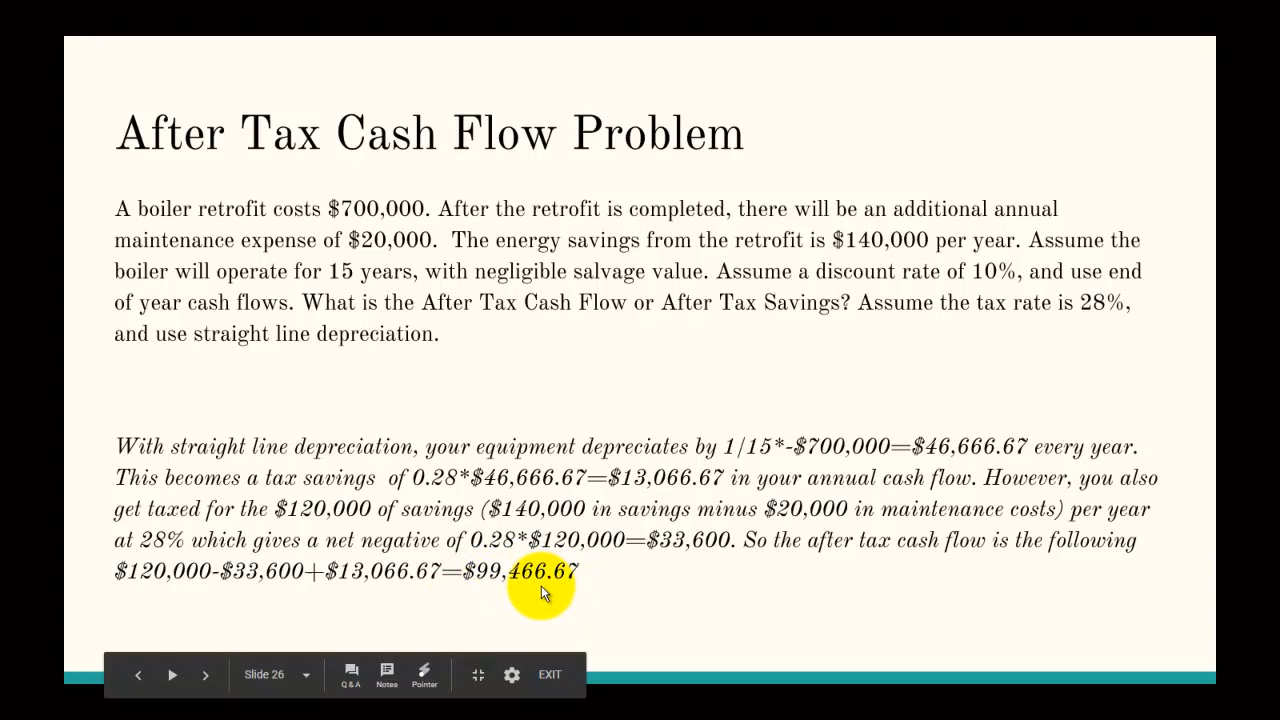 After Tax Cash Flow Problem
A boiler retrofit costs $700,000. After the retrofit is completed, there will be an additional annual
maintenance expense of $20,000.  The energy savings from the retrofit is $140,000 per year. Assume the
boiler will operate for 15 years, with negligible salvage value. Assume a discount rate of 10%, and use end
of year cash flows. What is the After Tax Cash Flow or After Tax Savings? Assume the tax rate is 28%,
and use straight line depreciation.
With straight line depreciation, your equipment depreciates by 1/15*-$700,000=$46,666.67 every year.
This becomes a tax savings  of 0.28*$46,666.67=$13,066.67 in your annual cash flow. However, you also
get taxed for the $120,000 of savings ($140,000 in savings minus $20,000 in maintenance costs) per year
at 28% which gives a net negative of 0.28*$120,000=$33,600. So the after tax cash flow is the following
$120,000-$33,600+$13,066.67=$99,466.67
Slide 26
Q & A
Notes
Pointer
EXIT